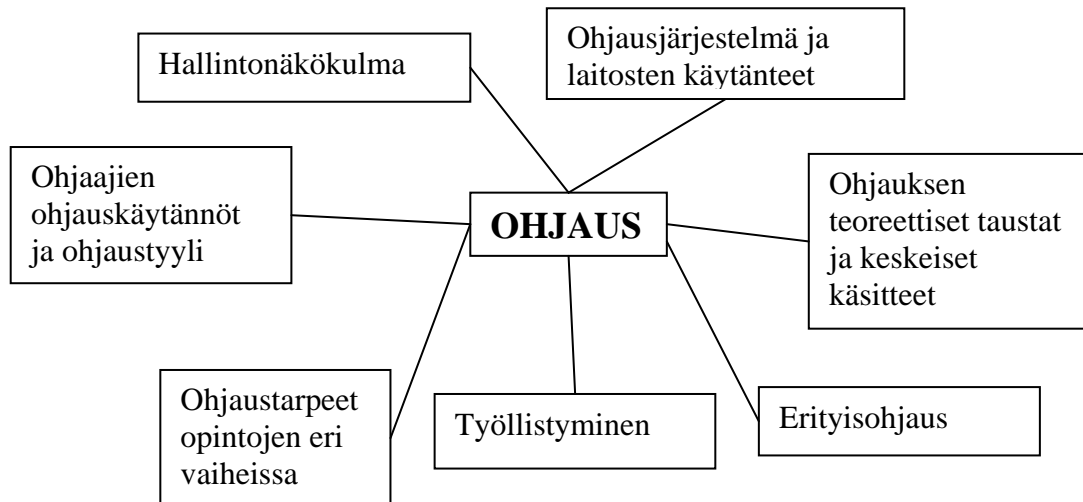 Hallintonäkökulma
Ohjausjärjestelmä ja
laitosten käytänteet
Ohjaajien
ohjauskäytännöt
ja ohjaustyyli
OHJAUS
Ohjauksen
teoreettiset taustat
ja keskeiset
käsitteet
Ohjaustarpeet
opintojen eri
vaiheissa
Työllistyminen
Erityisohjaus